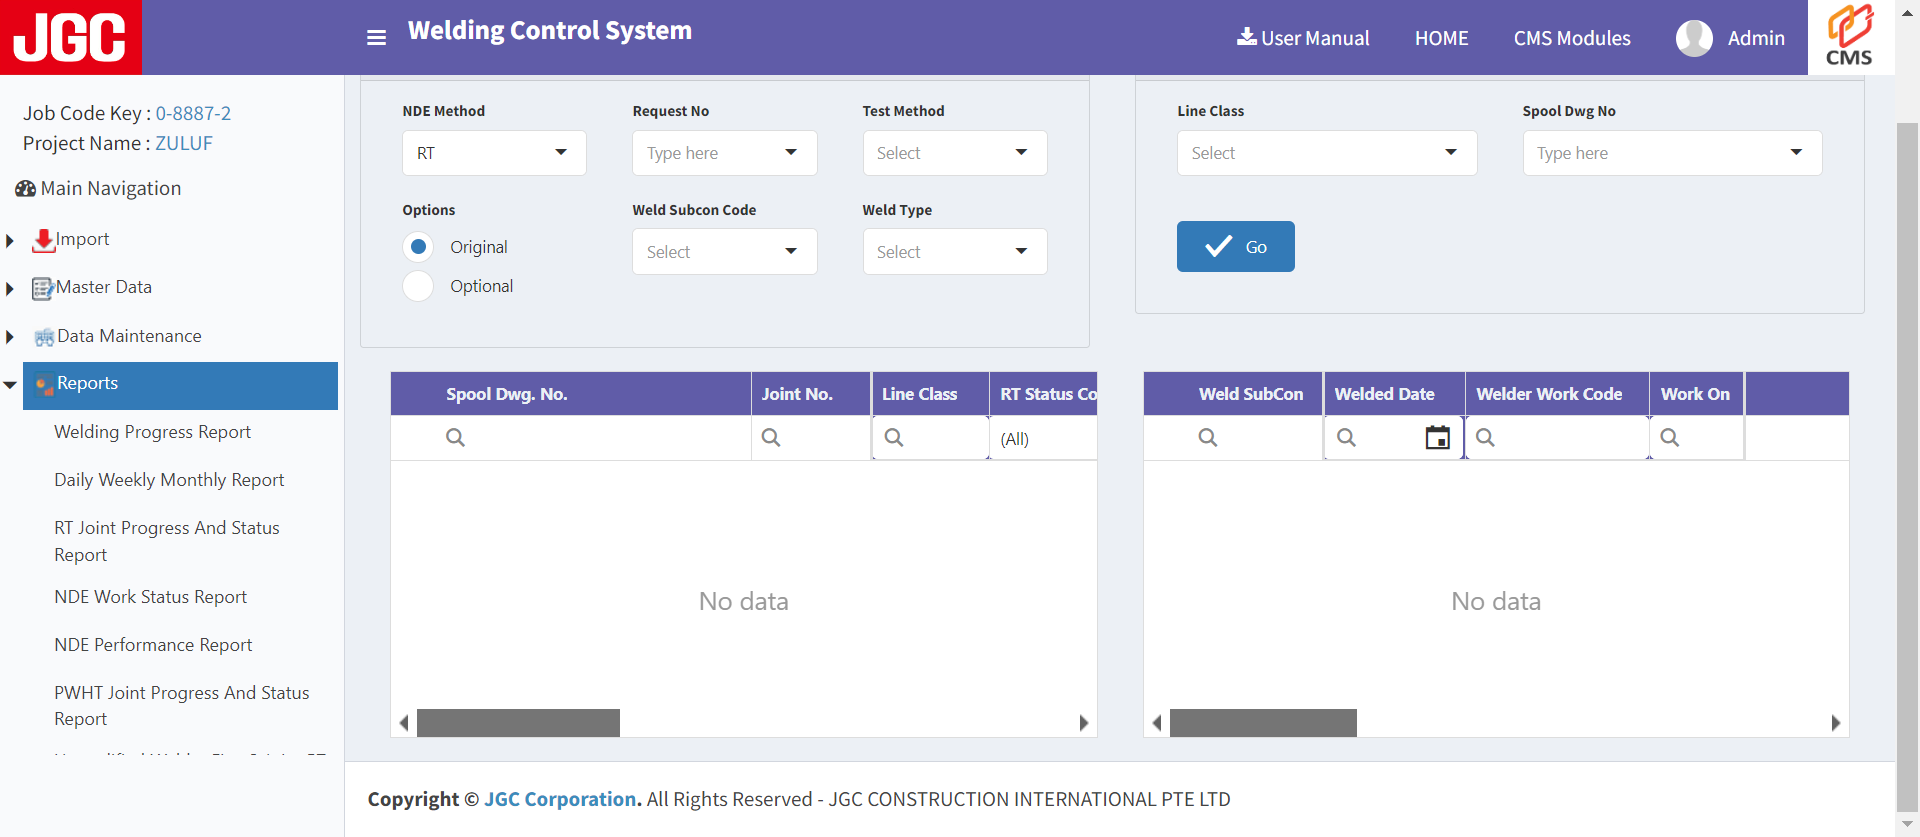 JGC
Welding Control System
User Manual
HOME
CMS Modules
Admin
CMS
Job Code Key : 0-8887-2
Project Name : ZULUF
Main Navigation
Import
Master Data
Data Maintenance
Reports
Welding Progress Report
Daily Weekly Monthly Report
RT Joint Progress And Status
Report
NDE Work Status Report
NDE Performance Report
PWHT Joint Progress And Status
Report
NDE Method
Request No
Test Method
RT
Type here
Select
Options
Weld Subcon Code
Weld Type
Original
Select
Select
Optional
Line Class
Spool Dwg No
Select
Type here
Go
Spool Dwg. No.
Joint No.
Line Class
RT Status Co
(All)
No data
Weld SubCon
Welded Date
Welder Work Code
Work On
No data
Copyright © JGC Corporation. All Rights Reserved - JGC CONSTRUCTION INTERNATIONAL PTE LTD